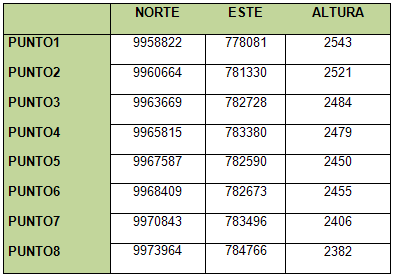 NORTE ESTE ALTURA
PUNTO1 9958822 778081 2543
PUNTO2 9960664 781330 2521
PUNTO3 9963669 782728 2484
PUNTO4 9965815 783380 2479
PUNTO5 9967587 782590 2450
PUNTO6 9968409 782673 2455
PUNTO7 9970843 783496 2406
PUNTO8 9973964 784766 2382